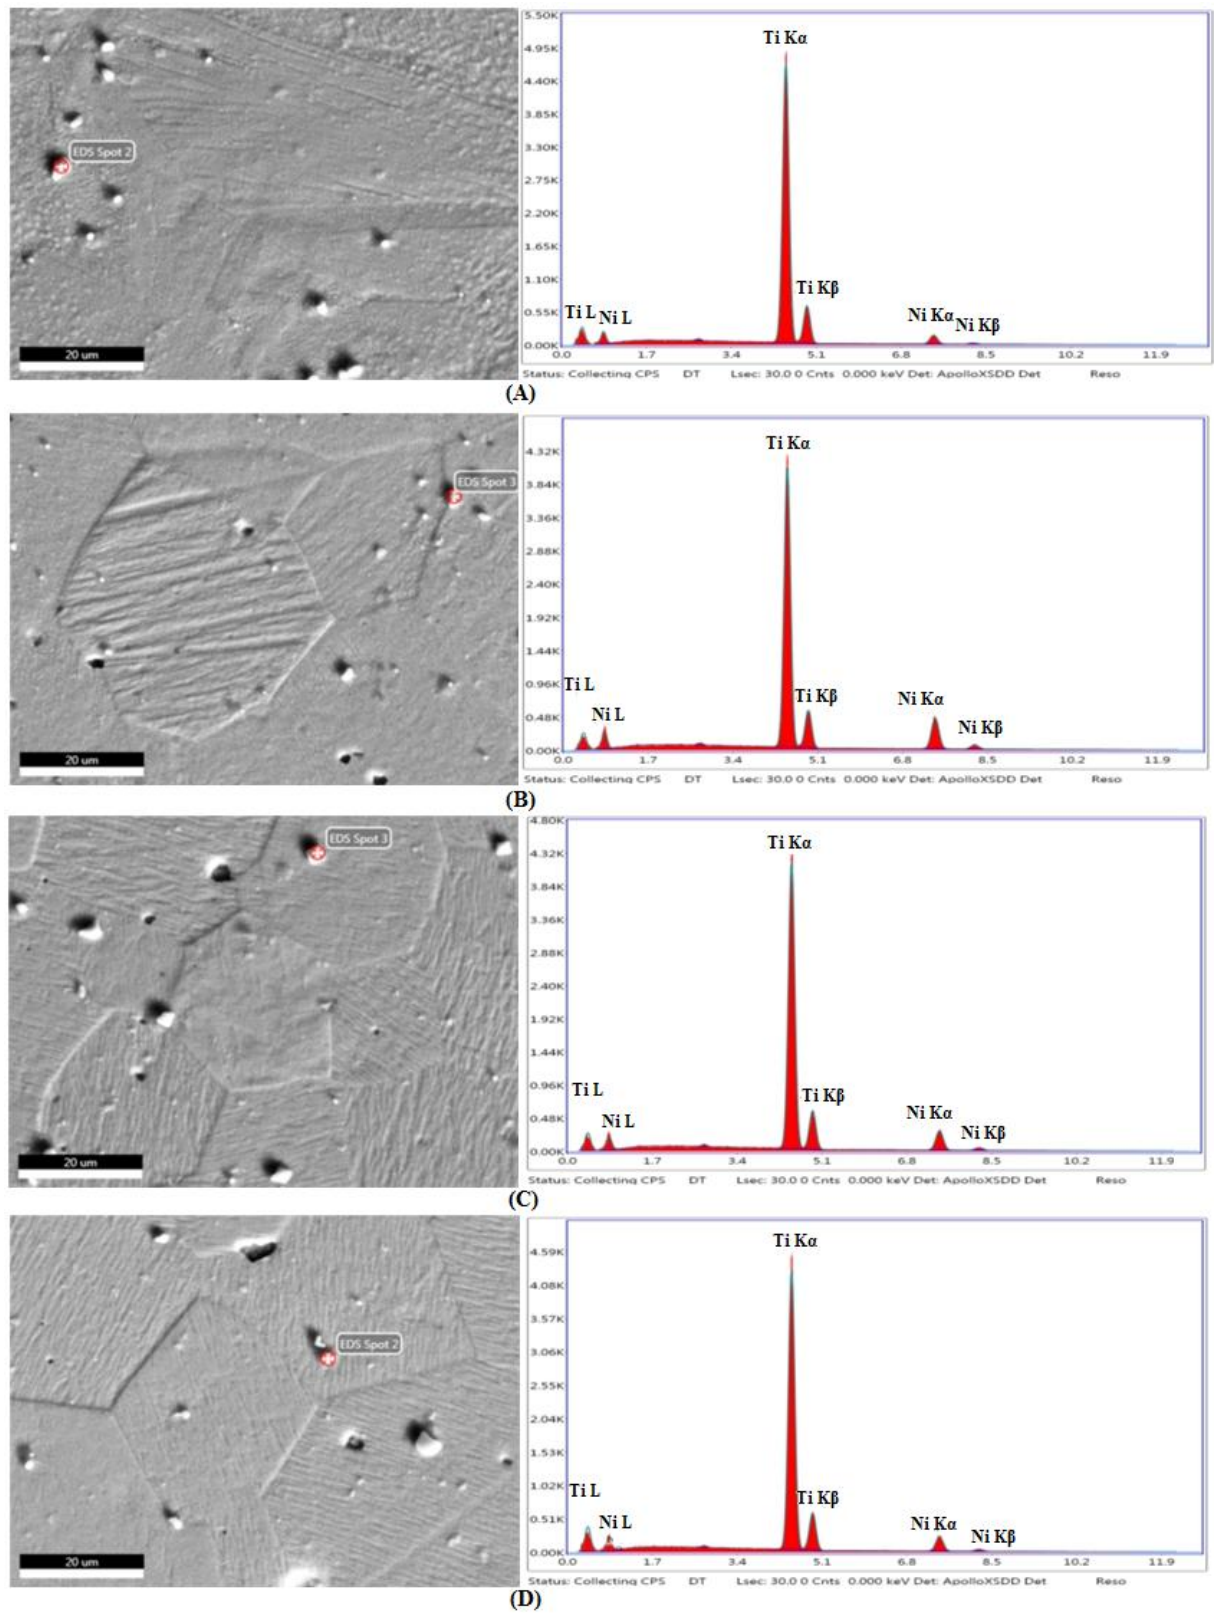 EDS Spot 2
20 um
5.50K
4.95K
4.40K
3.85K
3.30K
2.75K
2.20K
1.65K
1.10K
0.55K
0.00K
Ti Kα
Ti Kβ
Ti L
Ni L
Ni Kα
Ni Kβ
0.0 1.7 3.4 5.1 6.8 8.5 10.2 11.9
Status: Collecting CPS DT Lsec: 30.0 0 Cnts 0.000 keV Det: ApolloXSDD Det Reso
(A)
EDS Spot 3
20 um
4.32K
3.84K
3.36K
2.88K
2.40K
1.92K
1.44K
0.96K
0.48K
0.00K
Ti Kα
Ti L
Ni L
Ti Kβ
Ni Kα
Ni Kβ
0.0 1.7 3.4 5.1 6.8 8.5 10.2 11.9
Status: Collecting CPS DT Lsec: 30.0 0 Cnts 0.000 keV Det: ApolloXSDD Det Reso
(B)
EDS Spot 3
20 um
4.80K
4.32K
3.84K
3.36K
2.88K
2.40K
1.92K
1.44K
0.96K
0.48K
0.00K
Ti Kα
Ti L
Ni L
Ti Kβ
Ni Kα
Ni Kβ
0.0 1.7 3.4 5.1 6.8 8.5 10.2 11.9
Status: Collecting CPS DT Lsec: 30.0 0 Cnts 0.000 keV Det: ApolloXSDD Det Reso
(C)
EDS Spot 2
20 um
4.59K
4.08K
3.57K
3.06K
2.55K
2.04K
1.53K
1.02K
0.51K
0.00K
Ti Kα
Ti L
Ni L
Ti Kβ
Ni Kα
Ni Kβ
0.0 1.7 3.4 5.1 6.8 8.5 10.2 11.9
Status: Collecting CPS DT Lsec: 30.0 0 Cnts 0.000 keV Det: ApolloXSDD Det Reso
(D)